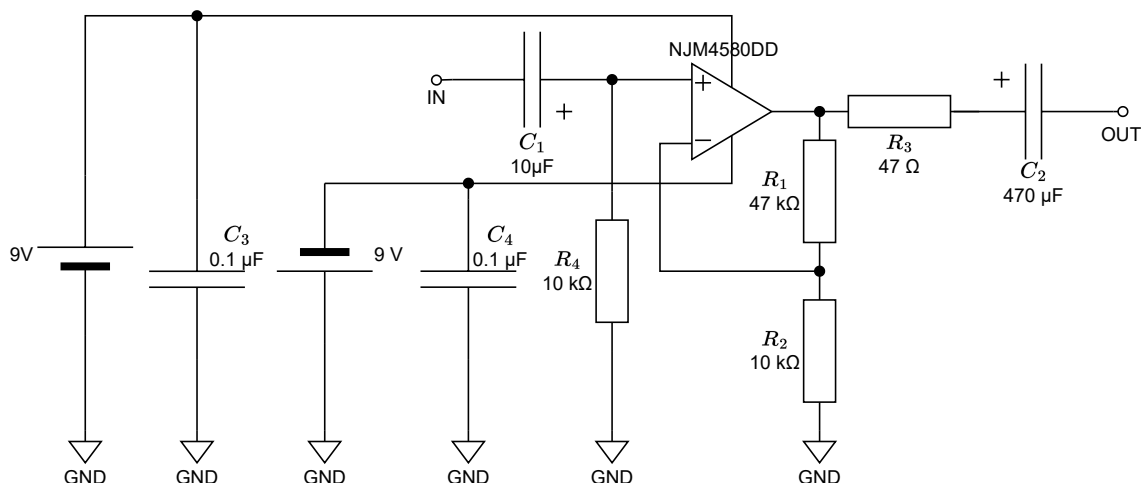 NJM4580DD
IN
+
+
−
+
OUT
C₁
10µF
R₃
47 Ω
C₂
470 µF
R₁
47 kΩ
9V
C₃
0.1 µF
9 V
C₄
0.1 µF
R₄
10 kΩ
R₂
10 kΩ
GND
GND
GND
GND
GND
GND